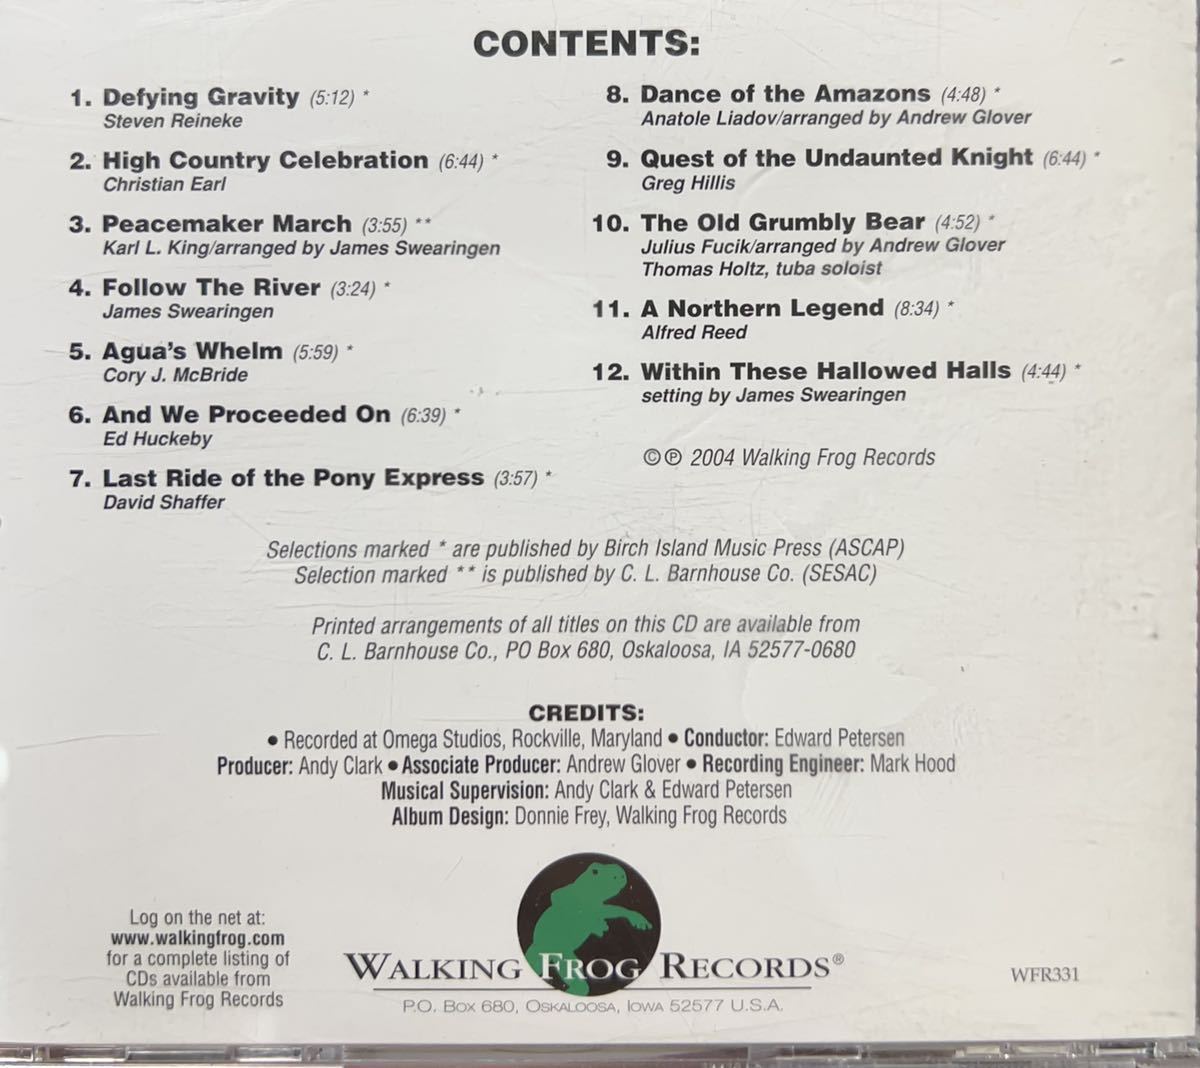 CONTENTS:
1. Defying Gravity (5:12) *
Steven Reineke
2. High Country Celebration (6:44) *
Christian Earl
3. Peacemaker March (3:55) **
Karl L. King/arranged by James Swearingen
4. Follow The River (3:24) *
James Swearingen
5. Agua's Whelm (5:59) *
Cory J. McBride
6. And We Proceeded On (6:39) *
Ed Huckeby
7. Last Ride of the Pony Express (3:57) *
David Shaffer
8. Dance of the Amazons (4:48) *
Anatole Liadov/arranged by Andrew Glover
9. Quest of the Undaunted Knight (6:44) *
Greg Hillis
10. The Old Grumbly Bear (4:52) *
Julius Fucik/arranged by Andrew Glover
Thomas Holtz, tuba soloist
11. A Northern Legend (8:34) *
Alfred Reed
12. Within These Hallowed Halls (4:44) *
setting by James Swearingen
©℗ 2004 Walking Frog Records
Selections marked * are published by Birch Island Music Press (ASCAP)
Selection marked ** is published by C. L. Barnhouse Co. (SESAC)
Printed arrangements of all titles on this CD are available from
C. L. Barnhouse Co., PO Box 680, Oskaloosa, IA 52577-0680
CREDITS:
• Recorded at Omega Studios, Rockville, Maryland • Conductor: Edward Petersen
Producer: Andy Clark • Associate Producer: Andrew Glover • Recording Engineer: Mark Hood
Musical Supervision: Andy Clark & Edward Petersen
Album Design: Donnie Frey, Walking Frog Records
Log on the net at:
www.walkingfrog.com
for a complete listing of
CDs available from
Walking Frog Records
WALKING FROG RECORDS®
P.O. BOX 680, OSKALOOSA, IOWA 52577 U.S.A.
WFR331